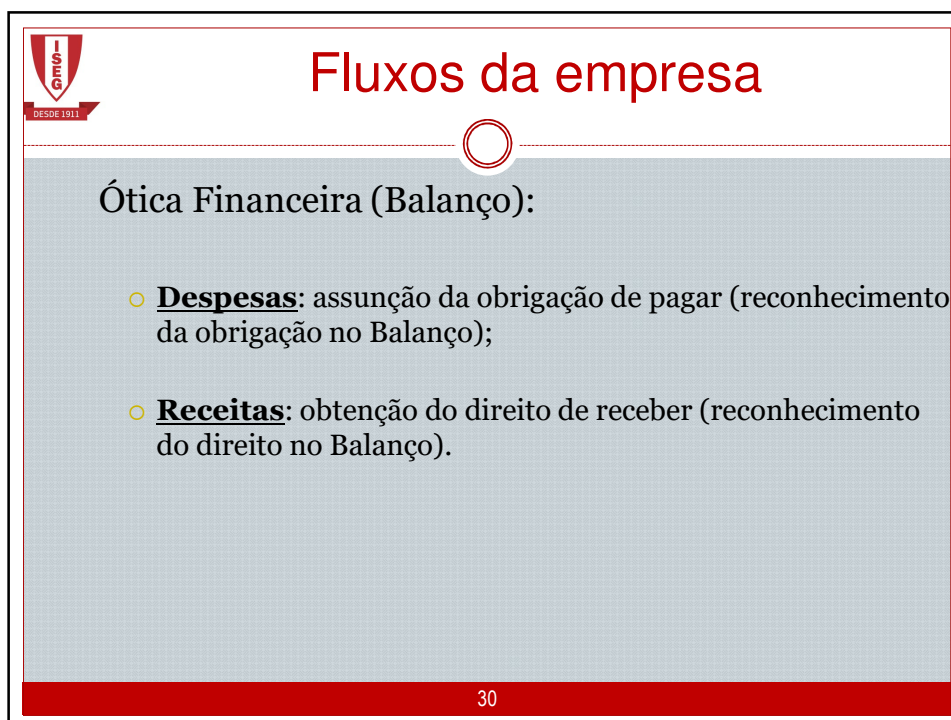 ISEG
DESDE 1911
Fluxos da empresa
Ótica Financeira (Balanço):
Despesas: assunção da obrigação de pagar (reconhecimento
da obrigação no Balanço);
Receitas: obtenção do direito de receber (reconhecimento
do direito no Balanço).
30